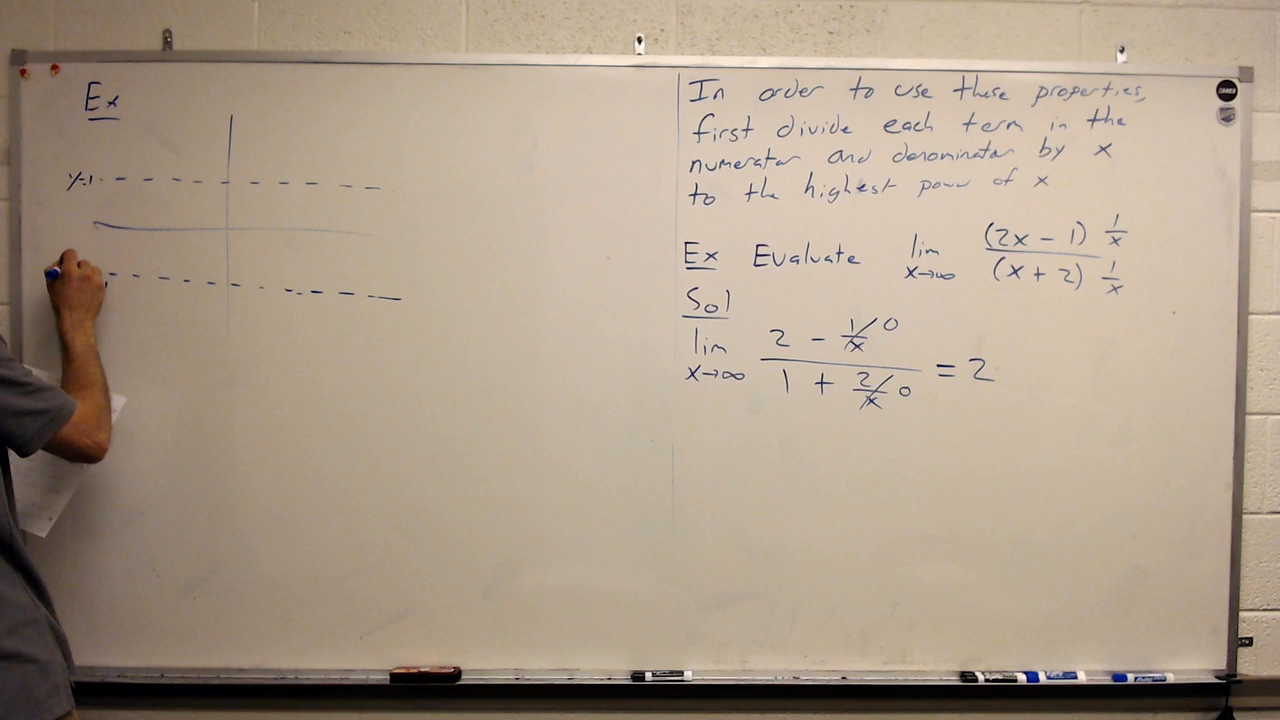 Ex
y=1
In order to use these properties,
first divide each term in the
numerator and denominator by x
to the highest power of x
Ex Evaluate lim x→∞ (2x - 1) 1/x / (x + 2) 1/x
Sol
lim x→∞ 2 - 1/x 0 / 1 + 2/x 0 = 2